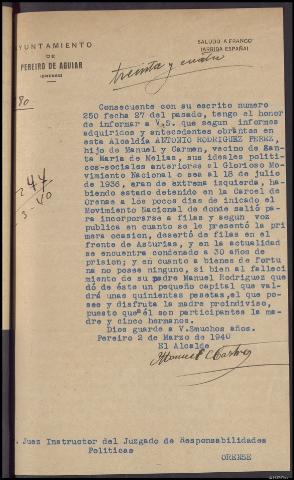 AYUNTAMIENTO
DE
PEREIRO DE AGUIAR
(ORENSE)
SALUDO A FRANCO
¡ARRIBA ESPAÑA!
treinta y cuatro
80
Consecuente con su escrito numero
250 fecha 27 del pasado, tengo el honor
de informar a V.S. que segun informes
adquiridos y antecedentes obrantes en
esta Alcaldia ANTONIO RODRIGUEZ PEREZ,
hijo de Manuel y Carmen, vecino de San-
ta Maria de Melias, sus ideales politi-
cos-sociales anteriores al Glorioso Mo-
vimiento Nacional o sea al 18 de julio
de 1936, eran de extrema izquierda, ha-
biendo estado detenido en la Carcel de
Orense a los pocos dias de inicado el
Movimiento Nacional de donde salió pa
ra incorporarse a filas y segun voz
publica en cuanto se le presentó la pri
mera ocasion, desertó de filas en el
frente de Asturias, y en la actualidad
se encuentra condenado a 30 años de
prision; y en cuanto a bienes de fortu
na no posee ninguno, si bien al falleci
miento de su padre Manuel Rodriguez que
dó de éste un pequeño capital que val-
drá unas quinientas pesetas, el que po-
see y disfruta la madre proindiviso,
puesto que él son participantes la ma-
dre y cinco hermanos.
Dios guarde a V.Smuchos años.
Pereiro 2 de Marzo de 1940
El Alcalde
Manuel C Castro
244
3-40
. Juez Instructor del Juzgado de Responsabilidades
Politicas
ORENSE